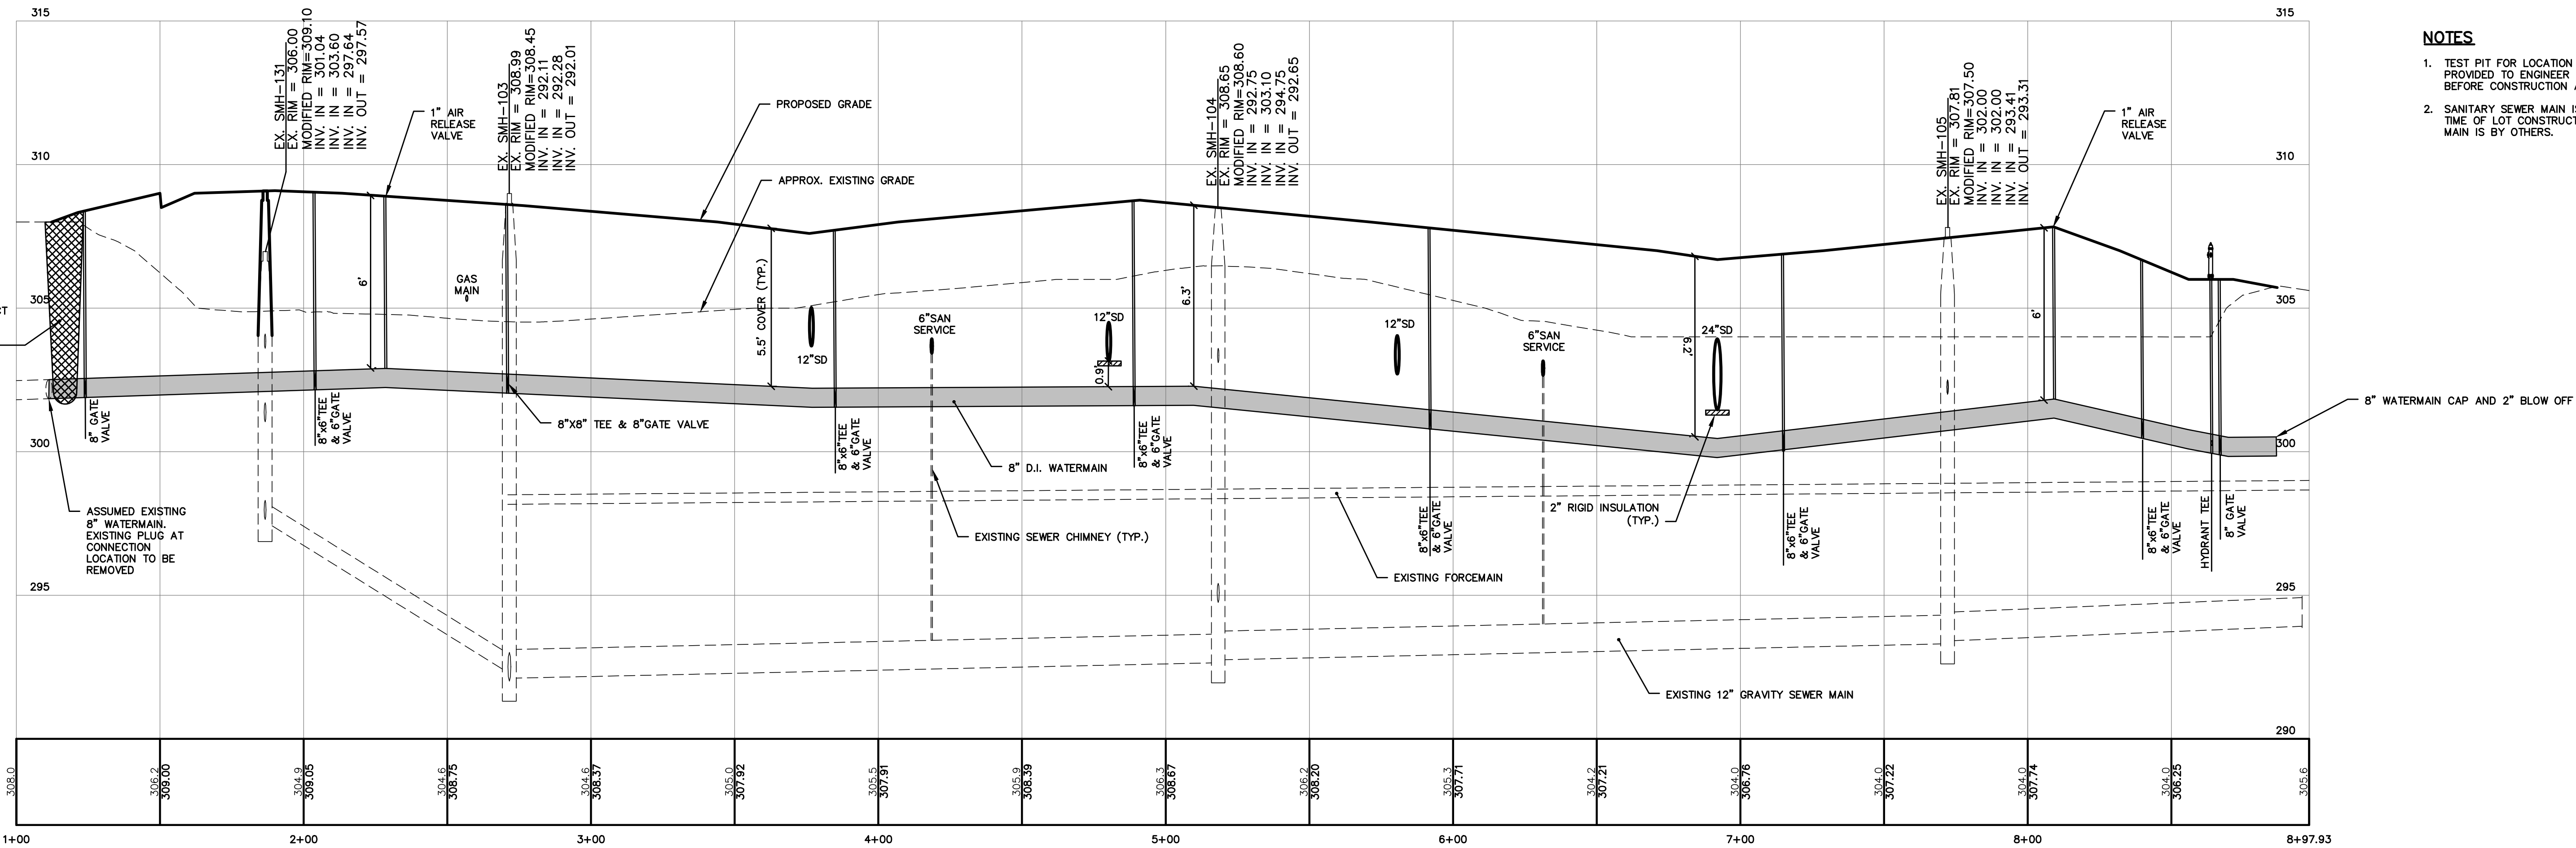 315
315
EX. SMH-131
EX. RIM = 306.00
MODIFIED RIM=309.10
INV. IN = 301.04
INV. IN = 303.60
INV. IN = 297.64
INV. OUT = 297.57
1" AIR
RELEASE
VALVE
EX. SMH-103
EX. RIM = 308.99
MODIFIED RIM=308.45
INV. IN = 292.11
INV. IN = 292.28
INV. OUT = 292.01
PROPOSED GRADE
APPROX. EXISTING GRADE
EX. SMH-104
EX. RIM = 308.65
MODIFIED RIM=308.60
INV. IN = 292.75
INV. IN = 303.10
INV. IN = 294.75
INV. OUT = 292.65
EX. SMH-105
EX. RIM = 307.81
MODIFIED RIM=307.50
INV. IN = 302.00
INV. IN = 302.00
INV. IN = 293.41
INV. OUT = 293.31
1" AIR
RELEASE
VALVE
NOTES
1. TEST PIT FOR LOCATION
PROVIDED TO ENGINEER
BEFORE CONSTRUCTION
2. SANITARY SEWER MAIN
TIME OF LOT
MAIN IS BY OTHERS.
310
310
305
305
6'
GAS
MAIN
5.5' COVER (TYP.)
12"SD
6"SAN
SERVICE
12"SD
0.9'
6.3'
12"SD
6"SAN
SERVICE
24"SD
6.2'
6'
8" GATE
VALVE
8"x6"TEE
& 6"GATE
VALVE
8"X8" TEE & 8"GATE VALVE
8"x6"TEE
& 6"GATE
VALVE
8" D.I. WATERMAIN
8"x6"TEE
& 6"GATE
VALVE
8"x6"TEE
& 6"GATE
VALVE
2" RIGID INSULATION
(TYP.)
8"x6"TEE
& 6"GATE
VALVE
8"x6"TEE
& 6"GATE
VALVE
HYDRANT TEE
8" GATE
VALVE
8" WATERMAIN CAP AND 2" BLOW OFF
300
300
ASSUMED EXISTING
8" WATERMAIN.
EXISTING PLUG AT
CONNECTION
LOCATION TO BE
REMOVED
EXISTING SEWER CHIMNEY (TYP.)
EXISTING FORCEMAIN
EXISTING 12" GRAVITY SEWER MAIN
295
295
290
308.0
306.2
309.00
304.9
309.05
304.6
308.75
304.6
308.37
305.0
307.92
305.5
307.91
305.9
308.39
306.3
308.67
306.2
308.20
305.3
307.71
304.2
307.21
304.0
306.76
304.0
307.22
304.0
307.74
304.0
306.25
305.6
1+00
2+00
3+00
4+00
5+00
6+00
7+00
8+00
8+97.93